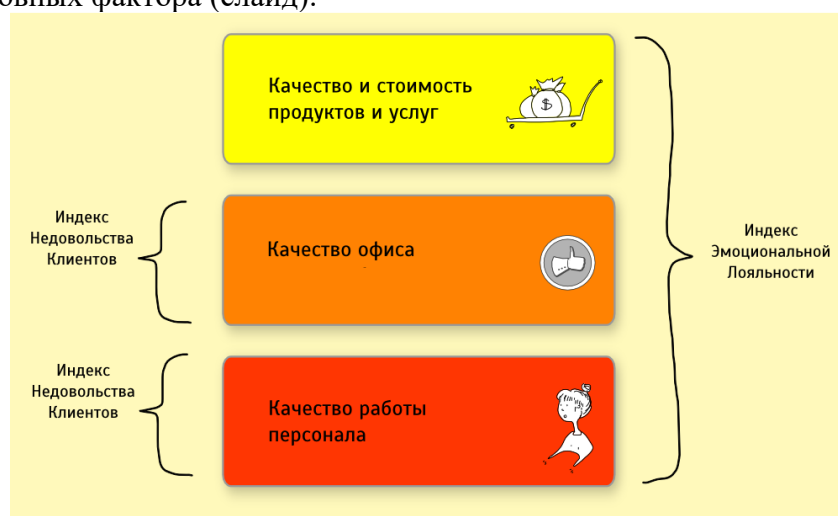 фактора (слайд).
Качество и стоимость
продуктов и услуг
$
Индекс
Недовольства
Клиентов
Качество офиса
Индекс
Эмоциональной
Лояльности
Индекс
Недовольства
Клиентов
Качество работы
персонала